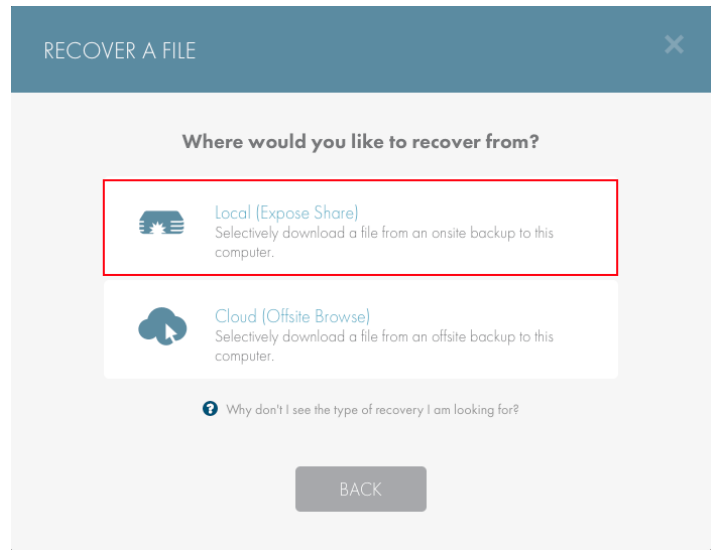 RECOVER A FILE
Where would you like to recover from?
Local (Expose Share)
Selectively download a file from an onsite backup to this
computer.
Cloud (Offsite Browse)
Selectively download a file from an offsite backup to this
computer.
Why don't I see the type of recovery I am looking for?
BACK